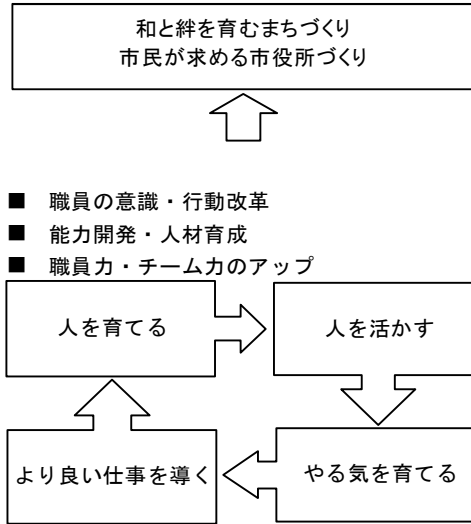 和と絆を育むまちづくり
市民が求める市役所づくり
■ 職員の意識・行動改革
■ 能力開発・人材育成
■ 職員力・チーム力のアップ
人を育てる
人を活かす
より良い仕事を導く
やる気を育てる